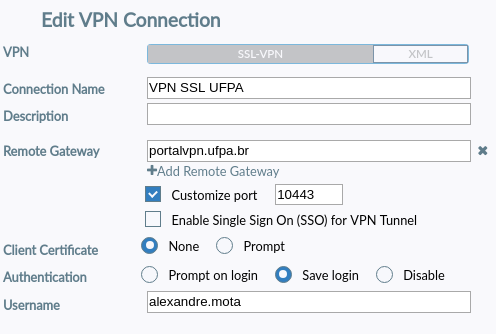 Edit VPN Connection
VPN SSL-VPN XML
Connection Name VPN SSL UFPA
Description
Remote Gateway portalvpn.ufpa.br ✖
+Add Remote Gateway
Customize port 10443
Enable Single Sign On (SSO) for VPN Tunnel
Client Certificate None Prompt
Authentication Prompt on login Save login Disable
Username alexandre.mota